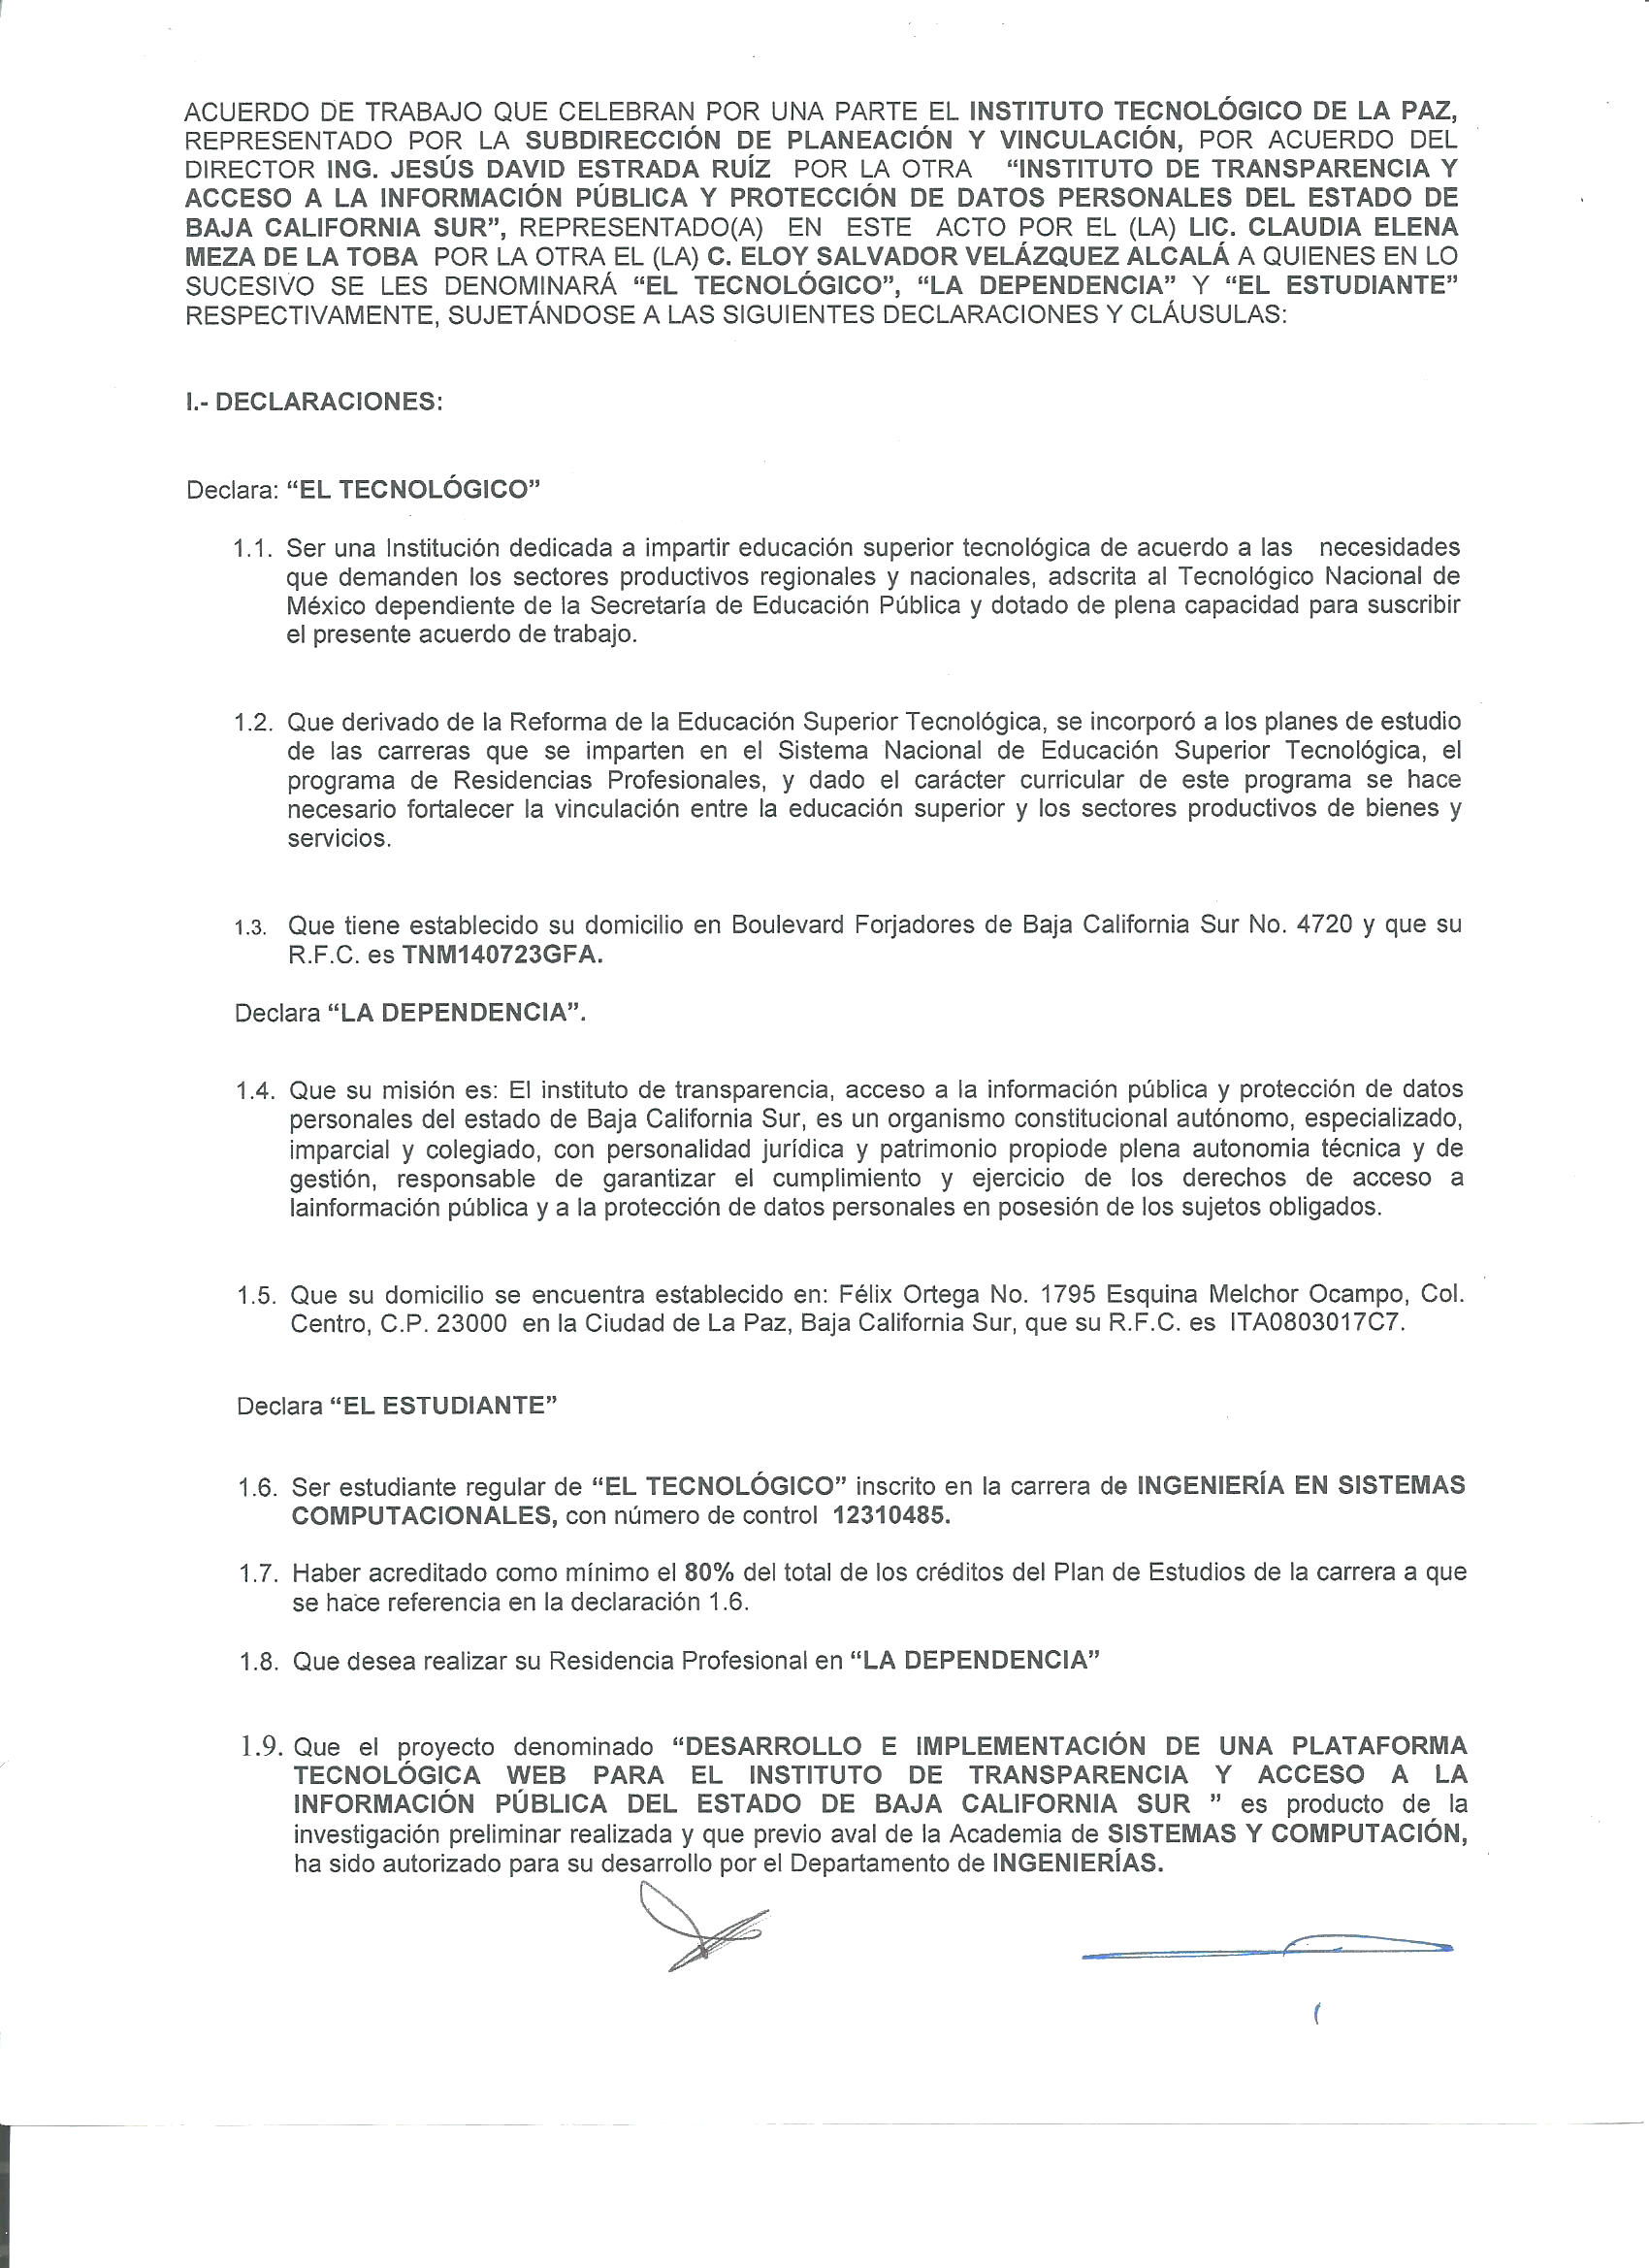 ACUERDO DE TRABAJO QUE CELEBRAN POR UNA PARTE EL INSTITUTO TECNOLÓGICO DE LA PAZ,
REPRESENTADO POR LA SUBDIRECCIÓN DE PLANEACIÓN Y VINCULACIÓN, POR ACUERDO DEL
DIRECTOR ING. JESÚS DAVID ESTRADA RUÍZ POR LA OTRA “INSTITUTO DE TRANSPARENCIA Y
ACCESO A LA INFORMACIÓN PÚBLICA Y PROTECCIÓN DE DATOS PERSONALES DEL ESTADO DE
BAJA CALIFORNIA SUR”, REPRESENTADO(A) EN ESTE ACTO POR EL (LA) LIC. CLAUDIA ELENA
MEZA DE LA TOBA POR LA OTRA EL (LA) C. ELOY SALVADOR VELÁZQUEZ ALCALÁ A QUIENES EN LO
SUCESIVO SE LES DENOMINARÁ “EL TECNOLÓGICO”, “LA DEPENDENCIA” Y “EL ESTUDIANTE”
RESPECTIVAMENTE, SUJETÁNDOSE A LAS SIGUIENTES DECLARACIONES Y CLÁUSULAS:
I.- DECLARACIONES:
Declara: “EL TECNOLÓGICO”
1.1. Ser una Institución dedicada a impartir educación superior tecnológica de acuerdo a las necesidades
que demanden los sectores productivos regionales y nacionales, adscrita al Tecnológico Nacional de
México dependiente de la Secretaría de Educación Pública y dotado de plena capacidad para suscribir
el presente acuerdo de trabajo.
1.2. Que derivado de la Reforma de la Educación Superior Tecnológica, se incorporó a los planes de estudio
de las carreras que se imparten en el Sistema Nacional de Educación Superior Tecnológica, el
programa de Residencias Profesionales, y dado el carácter curricular de este programa se hace
necesario fortalecer la vinculación entre la educación superior y los sectores productivos de bienes y
servicios.
1.3. Que tiene establecido su domicilio en Boulevard Forjadores de Baja California Sur No. 4720 y que su
R.F.C. es TNM140723GFA.
Declara “LA DEPENDENCIA”.
1.4. Que su misión es: El instituto de transparencia, acceso a la información pública y protección de datos
personales del estado de Baja California Sur, es un organismo constitucional autónomo, especializado,
imparcial y colegiado, con personalidad jurídica y patrimonio propiode plena autonomia técnica y de
gestión, responsable de garantizar el cumplimiento y ejercicio de los derechos de acceso a
lainformación pública y a la protección de datos personales en posesión de los sujetos obligados.
1.5. Que su domicilio se encuentra establecido en: Félix Ortega No. 1795 Esquina Melchor Ocampo, Col.
Centro, C.P. 23000 en la Ciudad de La Paz, Baja California Sur, que su R.F.C. es ITA0803017C7.
Declara “EL ESTUDIANTE”
1.6. Ser estudiante regular de “EL TECNOLÓGICO” inscrito en la carrera de INGENIERÍA EN SISTEMAS
COMPUTACIONALES, con número de control 12310485.
1.7. Haber acreditado como mínimo el 80% del total de los créditos del Plan de Estudios de la carrera a que
se hace referencia en la declaración 1.6.
1.8. Que desea realizar su Residencia Profesional en “LA DEPENDENCIA”
1.9. Que el proyecto denominado “DESARROLLO E IMPLEMENTACIÓN DE UNA PLATAFORMA
TECNOLÓGICA WEB PARA EL INSTITUTO DE TRANSPARENCIA Y ACCESO A LA
INFORMACIÓN PÚBLICA DEL ESTADO DE BAJA CALIFORNIA SUR ” es producto de la
investigación preliminar realizada y que previo aval de la Academia de SISTEMAS Y COMPUTACIÓN,
ha sido autorizado para su desarrollo por el Departamento de INGENIERÍAS.